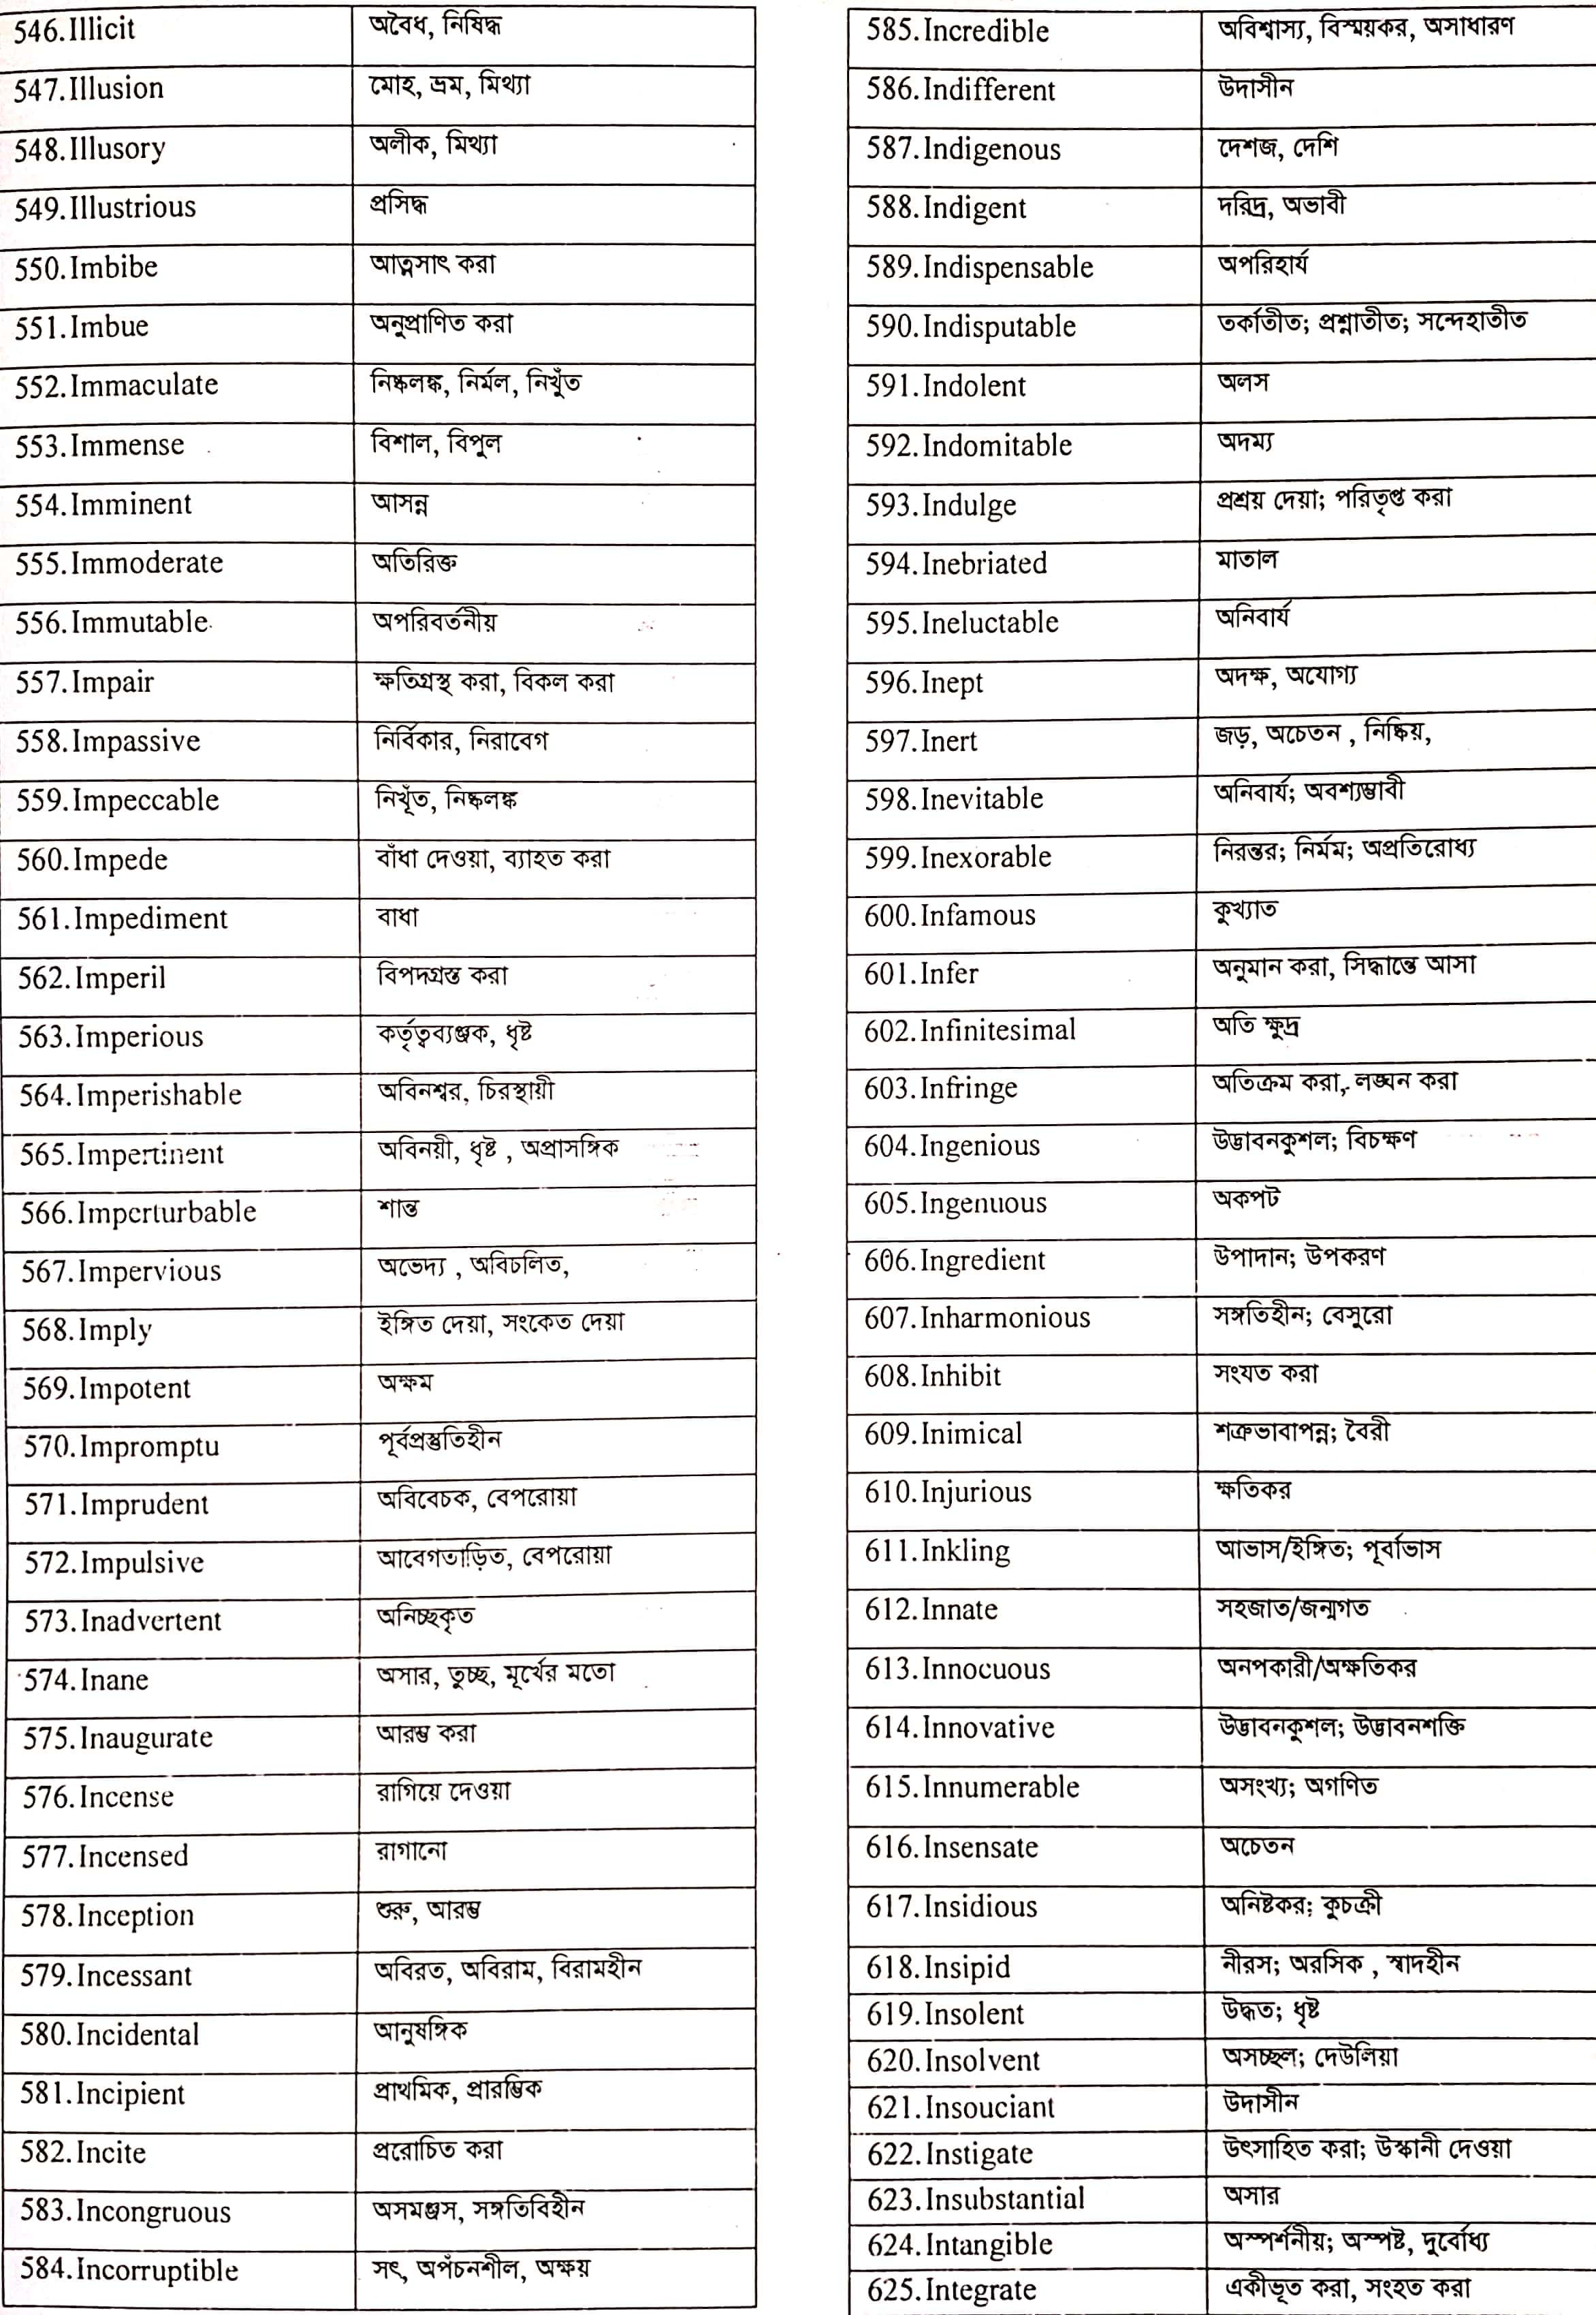 546. Illicit অবৈধ, নিষিদ্ধ
547. Illusion মোহ, ভ্রম, মিথ্যা
548. Illusory অলীক, মিথ্যা
549. Illustrious প্রসিদ্ধ
550. Imbibe আত্নসাৎ করা
551. Imbue অনুপ্রাণিত করা
552. Immaculate নিষ্কলঙ্ক, নির্মল, নিখুঁত
553. Immense বিশাল, বিপুল
554. Imminent আসন্ন
555. Immoderate অতিরিক্ত
556. Immutable অপরিবর্তনীয়
557. Impair ক্ষতিগ্রস্থ করা, বিকল করা
558. Impassive নির্বিকার, নিরাবেগ
559. Impeccable নিখূঁত, নিষ্কলঙ্ক
560. Impede বাঁধা দেওয়া, ব্যাহত করা
561. Impediment বাধা
562. Imperil বিপদগ্রস্ত করা
563. Imperious কর্তৃত্বব্যঞ্জক, ধৃষ্ট
564. Imperishable অবিনশ্বর, চিরস্থায়ী
565. Impertinent অবিনয়ী, ধৃষ্ট , অপ্রাসঙ্গিক
566. Imperturbable শান্ত
567. Impervious অভেদ্য , অবিচলিত,
568. Imply ইঙ্গিত দেয়া, সংকেত দেয়া
569. Impotent অক্ষম
570. Impromptu পূর্বপ্রস্তুতিহীন
571. Imprudent অবিবেচক, বেপরোয়া
572. Impulsive আবেগতাড়িত, বেপরোয়া
573. Inadvertent অনিচ্ছকৃত
574. Inane অসার, তুচ্ছ, মূর্খের মতো
575. Inaugurate আরম্ভ করা
576. Incense রাগিয়ে দেওয়া
577. Incensed রাগানো
578. Inception শুরু, আরম্ভ
579. Incessant অবিরত, অবিরাম, বিরামহীন
580. Incidental আনুষঙ্গিক
581. Incipient প্রাথমিক, প্রারম্ভিক
582. Incite প্ররোচিত করা
583. Incongruous অসমঞ্জস, সঙ্গতিবিহীন
584. Incorruptible সৎ, অপঁচনশীল, অক্ষয়
585. Incredible অবিশ্বাস্য, বিস্ময়কর, অসাধারণ
586. Indifferent উদাসীন
587. Indigenous দেশজ, দেশি
588. Indigent দরিদ্র, অভাবী
589. Indispensable অপরিহার্য
590. Indisputable তর্কাতীত; প্রশ্নাতীত; সন্দেহাতীত
591. Indolent অলস
592. Indomitable অদম্য
593. Indulge প্রশ্রয় দেয়া; পরিতৃপ্ত করা
594. Inebriated মাতাল
595. Ineluctable অনিবার্য
596. Inept অদক্ষ, অযোগ্য
597. Inert জড়, অচেতন , নিষ্কিয়,
598. Inevitable অনিবার্য; অবশ্যম্ভাবী
599. Inexorable নিরন্তর; নির্মম; অপ্রতিরোধ্য
600. Infamous কুখ্যাত
601. Infer অনুমান করা, সিদ্ধান্তে আসা
602. Infinitesimal অতি ক্ষুদ্র
603. Infringe অতিক্রম করা, লঙ্ঘন করা
604. Ingenious উদ্ভাবনকুশল; বিচক্ষণ
605. Ingenuous অকপট
606. Ingredient উপাদান; উপকরণ
607. Inharmonious সঙ্গতিহীন; বেসুরো
608. Inhibit সংযত করা
609. Inimical শত্রুভাবাপন্ন; বৈরী
610. Injurious ক্ষতিকর
611. Inkling আভাস/ইঙ্গিত; পূর্বাভাস
612. Innate সহজাত/জন্মগত
613. Innocuous অনপকারী/অক্ষতিকর
614. Innovative উদ্ভাবনকুশল; উদ্ভাবনশক্তি
615. Innumerable অসংখ্য; অগণিত
616. Insensate অচেতন
617. Insidious অনিষ্টকর; কুচক্রী
618. Insipid নীরস; অরসিক , স্বাদহীন
619. Insolent উদ্ধত; ধৃষ্ট
620. Insolvent অসচ্ছল; দেউলিয়া
621. Insouciant উদাসীন
622. Instigate উৎসাহিত করা; উস্কানী দেওয়া
623. Insubstantial অসার
624. Intangible অস্পর্শনীয়; অস্পষ্ট, দুর্বোধ্য
625. Integrate একীভূত করা, সংহত করা